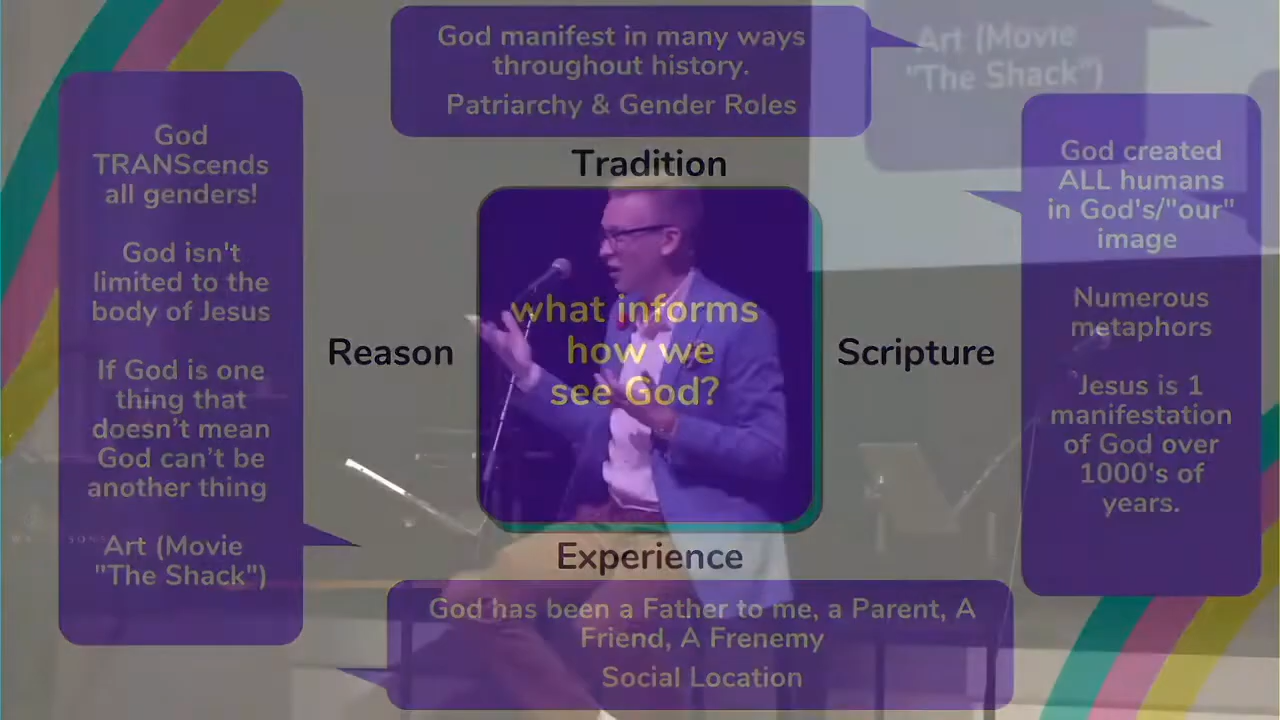 God manifest in many ways
throughout history.
Patriarchy & Gender Roles
Art (Movie
"The Shack")
Tradition
God
TRANScends
all genders!
God isn't
limited to the
body of Jesus
If God is one
thing that
doesn't mean
God can't be
another thing
Art (Movie
"The Shack")
Reason
what informs
how we
see God?
Scripture
God created
ALL humans
in God's/"our"
image
Numerous
metaphors
Jesus is 1
manifestation
of God over
1000's of
years.
Experience
God has been a Father to me, a Parent, A
Friend, A Frenemy
Social Location